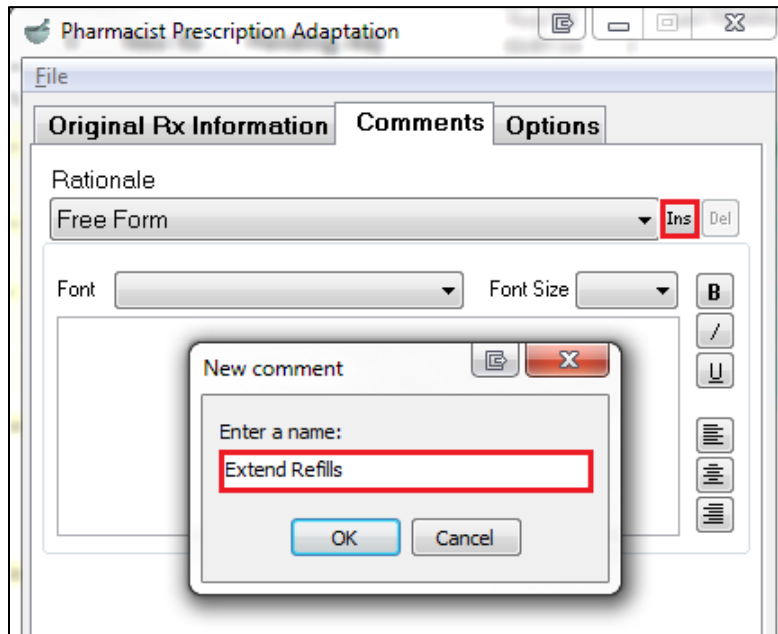 Pharmacist Prescription Adaptation
File
Original Rx Information Comments Options
Rationale
Free Form Ins Del
Font Font Size B
/
U
New comment
Enter a name:
Extend Refills
OK Cancel